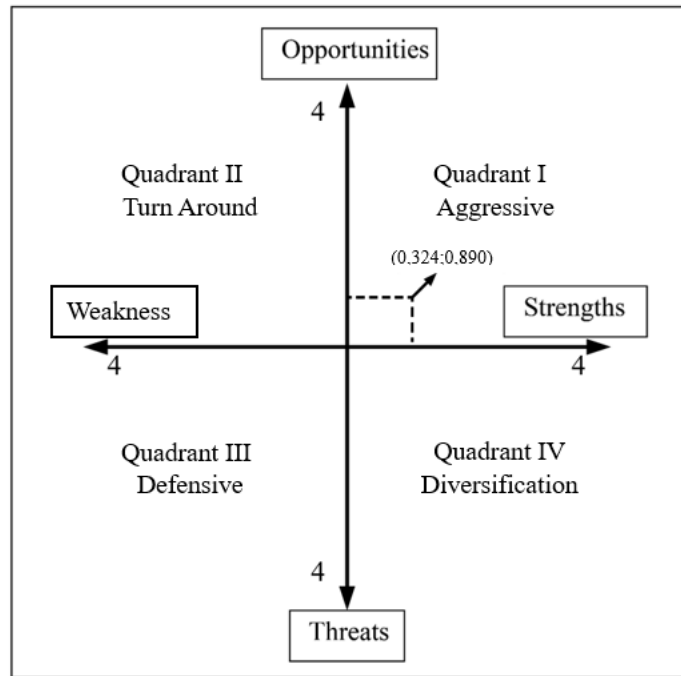 Opportunities
4
Quadrant II
Turn Around
Quadrant I
Aggressive
(0,324;0,890)
Weakness
Strengths
4
4
Quadrant III
Defensive
Quadrant IV
Diversification
4
Threats